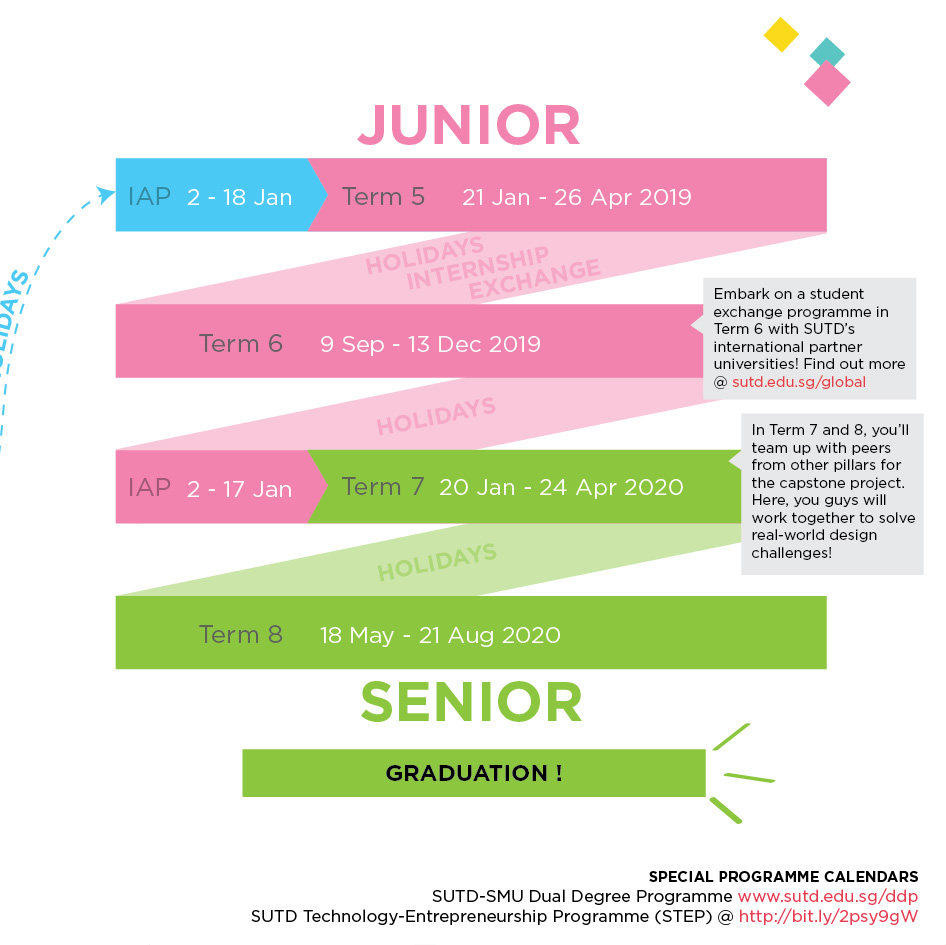 JUNIOR
IAP 2 - 18 Jan Term 5 21 Jan - 26 Apr 2019
HOLIDAYS
HOLIDAYS
INTERNSHIP
EXCHANGE
Term 6 9 Sep - 13 Dec 2019
Embark on a student
exchange programme in
Term 6 with SUTD's
international partner
universities! Find out more
@ sutd.edu.sg/global
HOLIDAYS
IAP 2 - 17 Jan Term 7 20 Jan - 24 Apr 2020
In Term 7 and 8, you'll
team up with peers
from other pillars for
the capstone project.
Here, you guys will
work together to solve
real-world design
challenges!
HOLIDAYS
Term 8 18 May - 21 Aug 2020
SENIOR
GRADUATION !
SPECIAL PROGRAMME CALENDARS
SUTD-SMU Dual Degree Programme www.sutd.edu.sg/ddp
SUTD Technology-Entrepreneurship Programme (STEP) @ http://bit.ly/2psy9gW